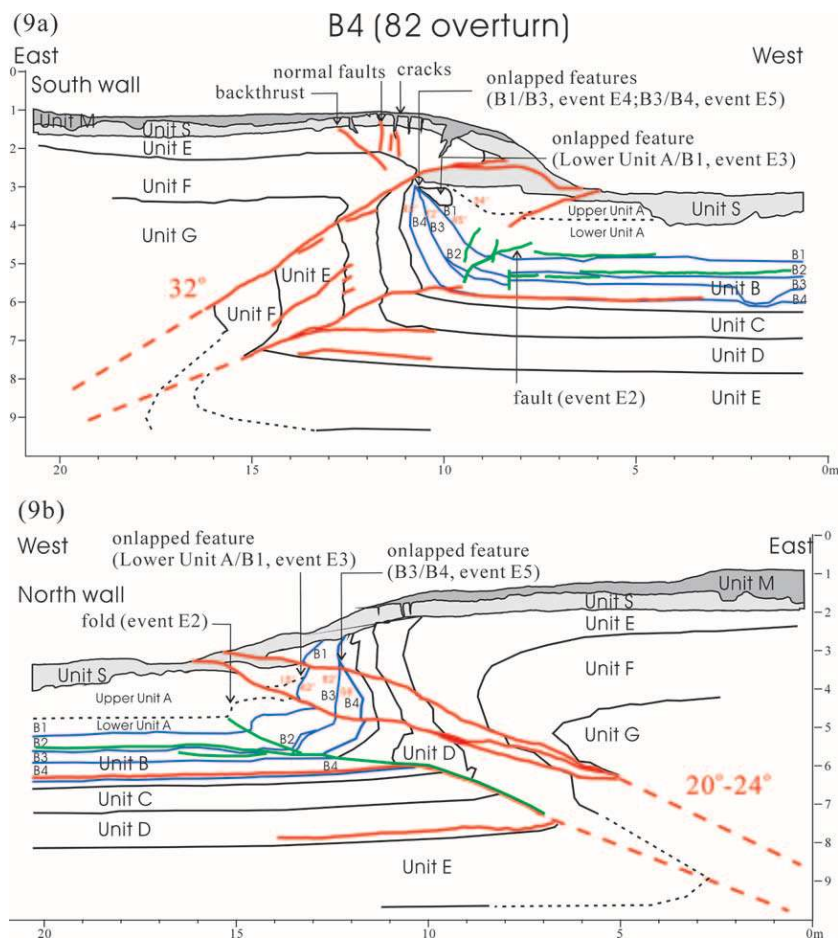 (9a)
B4 (82 overturn)
East
West
South wall
normal faults
cracks
backthrust
onlapped features
(B1/B3, event E4;B3/B4, event E5)
onlapped feature
(Lower Unit A/B1, event E3)
0
1
2
3
4
5
6
7
8
9
Unit M
Unit S
Unit E
Unit F
Unit G
Unit E
Unit F
32°
B1
B3
B4
B2
Upper Unit A
Lower Unit A
Unit S
B1
B2
B3
B4
Unit B
Unit C
Unit D
Unit E
fault (event E2)
20
15
10
5
0m
(9b)
West
East
onlapped feature
(Lower Unit A/B1, event E3)
onlapped feature
(B3/B4, event E5)
North wall
fold (event E2)
Unit M
Unit S
Unit E
Unit F
Unit G
Unit S
Upper Unit A
Lower Unit A
B1
B2
B3
B4
Unit B
B1
B3
B4
B2
B4
Unit D
Unit C
Unit D
Unit E
20°-24°
0
1
2
3
4
5
6
7
8
9
20
15
10
5
0m